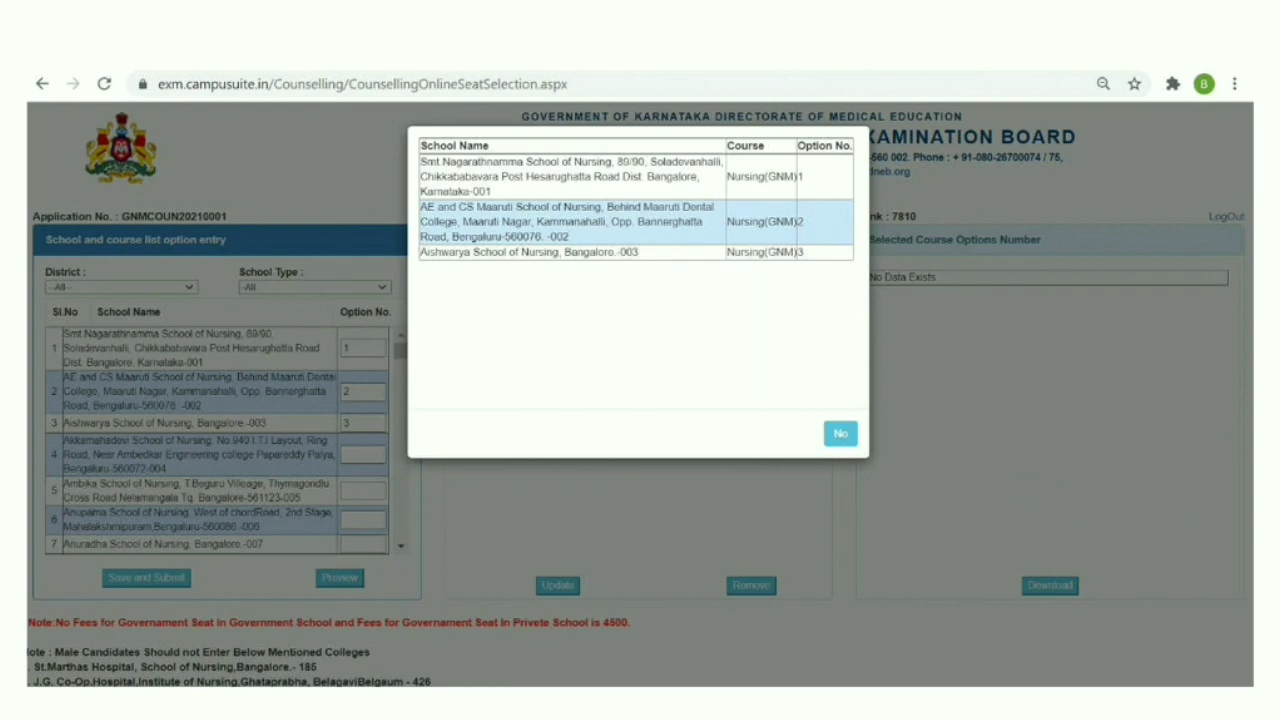 exm.campusuite.in/Counselling/CounsellingOnlineSeatSelection.aspx
B
GOVERNMENT OF KARNATAKA DIRECTORATE OF MEDICAL EDUCATION
XAMINATION BOARD
-560 002. Phone : + 91-080-26700074 / 75,
dneb.org
Application No. : GNMCOUN20210001
nk : 7810
LogOut
School Name Course Option No.
Smt.Nagarathnamma School of Nursing, 89/90, Soladevanhalli,
Chikkababavara Post Hesarughatta Road Dist. Bangalore,
Karnataka-001
Nursing(GNM) 1
AE and CS Maaruti School of Nursing, Behind Maaruti Dental
College, Maaruti Nagar, Kammanahalli, Opp. Bannerghatta
Road, Bengaluru-560076. -002
Nursing(GNM) 2
Aishwarya School of Nursing, Bangalore.-003 Nursing(GNM) 3
No
School and course list option entry
District : School Type :
--All-- -All
Sl.No School Name Option No.
1 Smt.Nagarathnamma School of Nursing, 89/90,
Soladevanhalli, Chikkababavara Post Hesarughatta Road
Dist. Bangalore, Karnataka-001
1
2 AE and CS Maaruti School of Nursing, Behind Maaruti Dental
College, Maaruti Nagar, Kammanahalli, Opp. Bannerghatta
Road, Bengaluru-560076. -002
2
3 Aishwarya School of Nursing, Bangalore.-003 3
4 Akkamahadevi School of Nursing, No.940 I.T.I Layout, Ring
Road, Near Ambedkar Engineering college Papareddy Palya,
Bengaluru-560072-004
5 Ambika School of Nursing, T.Beguru Villeage, Thymagondlu
Cross Road Nelamangala Tq. Bangalore-561123-005
6 Anupama School of Nursing, West of chordRoad, 2nd Stage,
Mahalakshmipuram,Bengaluru-560086.-006
7 Anuradha School of Nursing, Bangalore.-007
Save and Submit
Preview
Update
Remove
Selected Course Options Number
No Data Exists
Download
Note:No Fees for Governament Seat in Government School and Fees for Governament Seat In Privete School is 4500.
lote : Male Candidates Should not Enter Below Mentioned Colleges
. St.Marthas Hospital, School of Nursing,Bangalore.- 185
. J.G. Co-Op.Hospital,Institute of Nursing,Ghataprabha, BelagaviBelgaum - 426